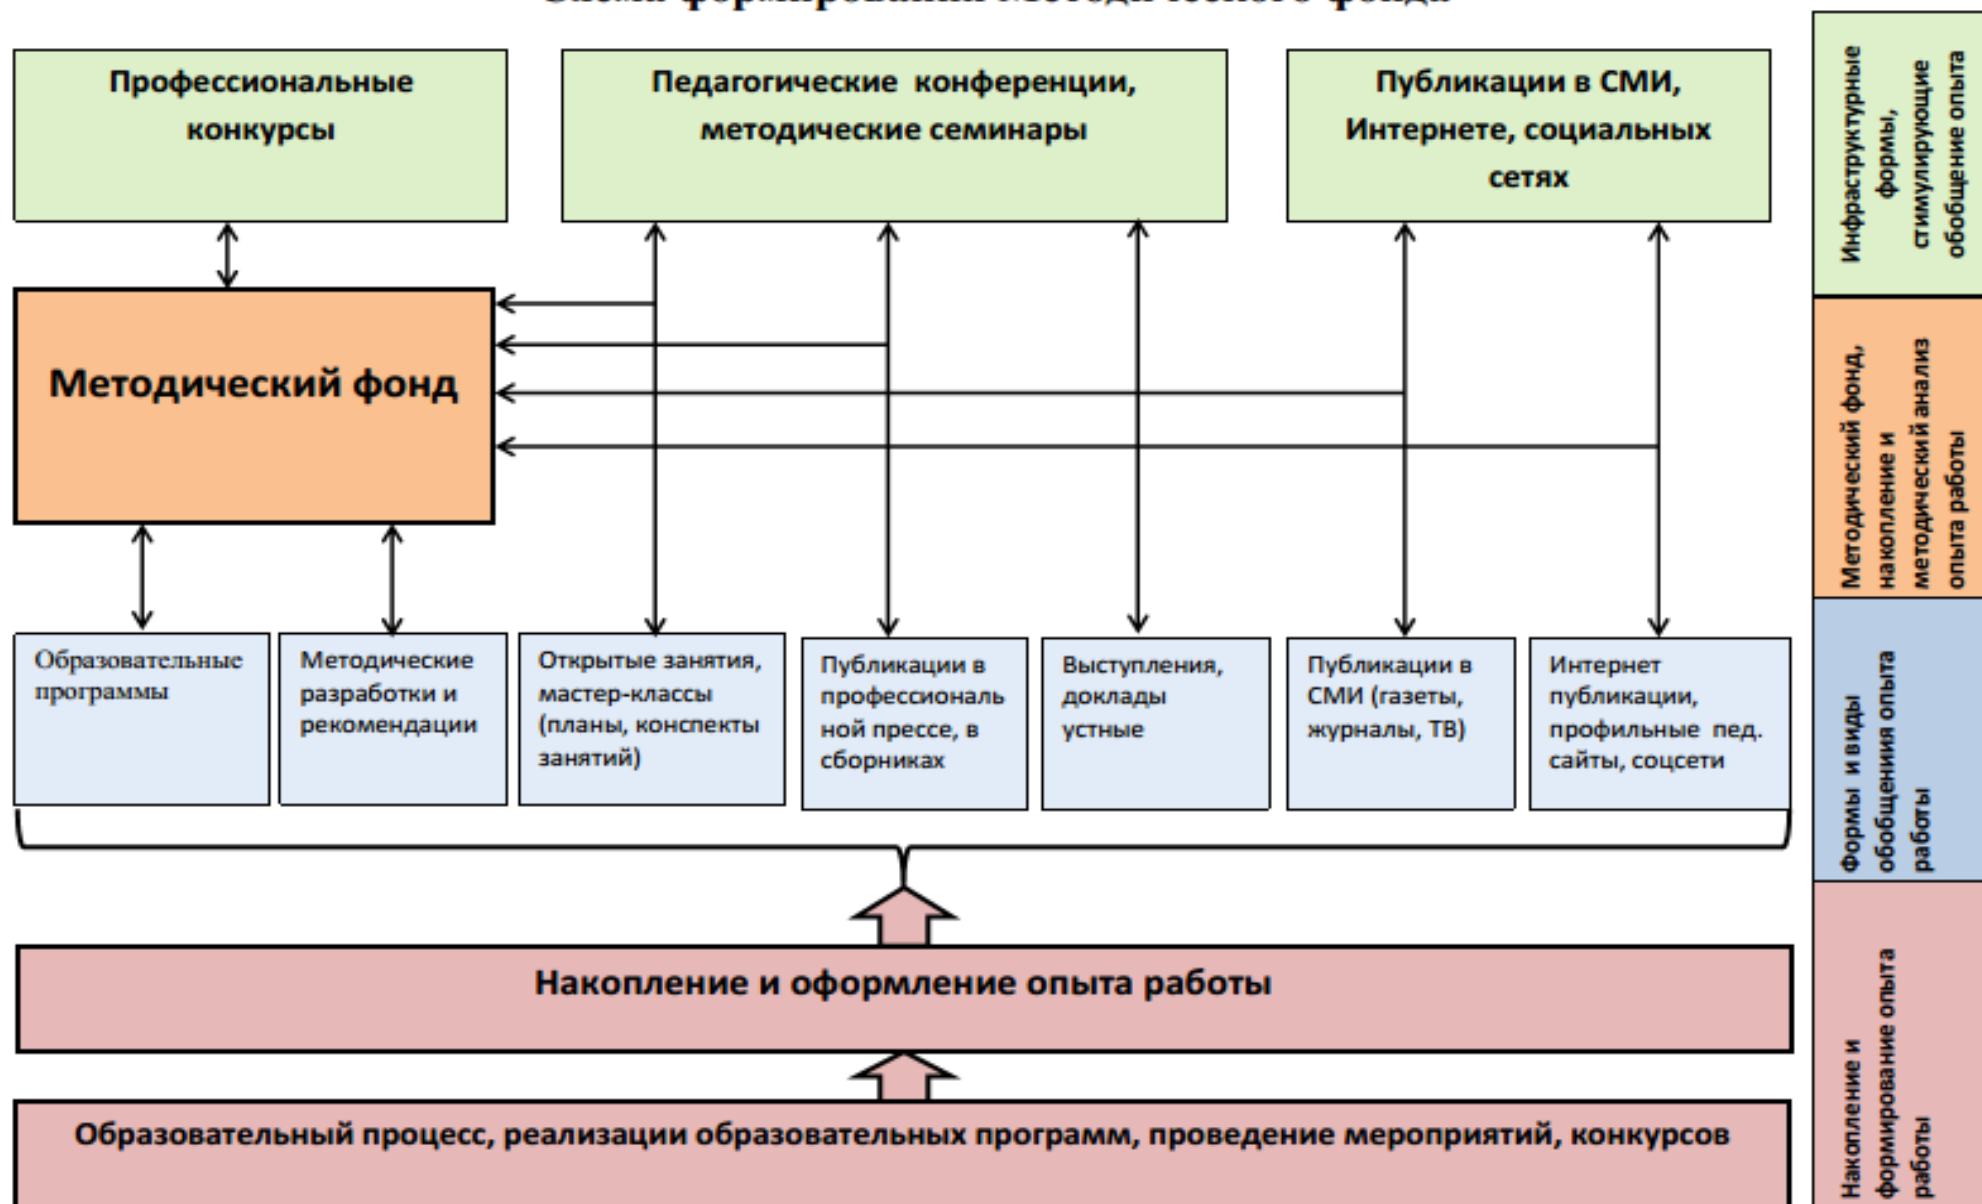 Схема формирования методического фонда
Профессиональные
конкурсы
Педагогические конференции,
методические семинары
Публикации в СМИ,
Интернете, социальных
сетях
Инфраструктурные
формы,
стимулирующие
обобщение опыта
Методический фонд
Методический фонд,
накопление и
методический анализ
опыта работы
Образовательные
программы
Методические
разработки и
рекомендации
Открытые занятия,
мастер-классы
(планы, конспекты
занятий)
Публикации в
профессиональ
ной прессе, в
сборниках
Выступления,
доклады
устные
Публикации в
СМИ (газеты,
журналы, ТВ)
Интернет
публикации,
профильные пед.
сайты, соцсети
Формы и виды
обобщения опыта
работы
Накопление и оформление опыта работы
Образовательный процесс, реализации образовательных программ, проведение мероприятий, конкурсов
Накопление и
формирование опыта
работы